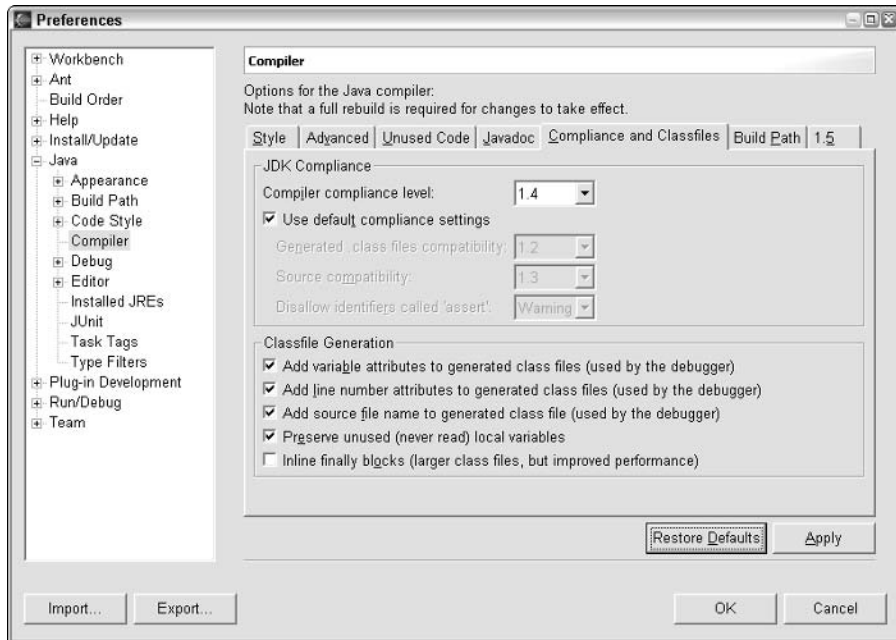 Preferences
Workbench
Ant
Build Order
Help
Install/Update
Java
Appearance
Build Path
Code Style
Compiler
Debug
Editor
Installed JREs
JUnit
Task Tags
Type Filters
Plug-in Development
Run/Debug
Team
Compiler
Options for the Java compiler:
Note that a full rebuild is required for changes to take effect.
Style Advanced Unused Code Javadoc Compliance and Classfiles Build Path 1.5
JDK Compliance
Compiler compliance level: 1.4
Use default compliance settings
Generated .class files compatibility: 1.2
Source compatibility: 1.3
Disallow identifiers called 'assert': Warning
Classfile Generation
Add variable attributes to generated class files (used by the debugger)
Add line number attributes to generated class files (used by the debugger)
Add source file name to generated class file (used by the debugger)
Preserve unused (never read) local variables
Inline finally blocks (larger class files, but improved performance)
Restore Defaults Apply
Import... Export... OK Cancel